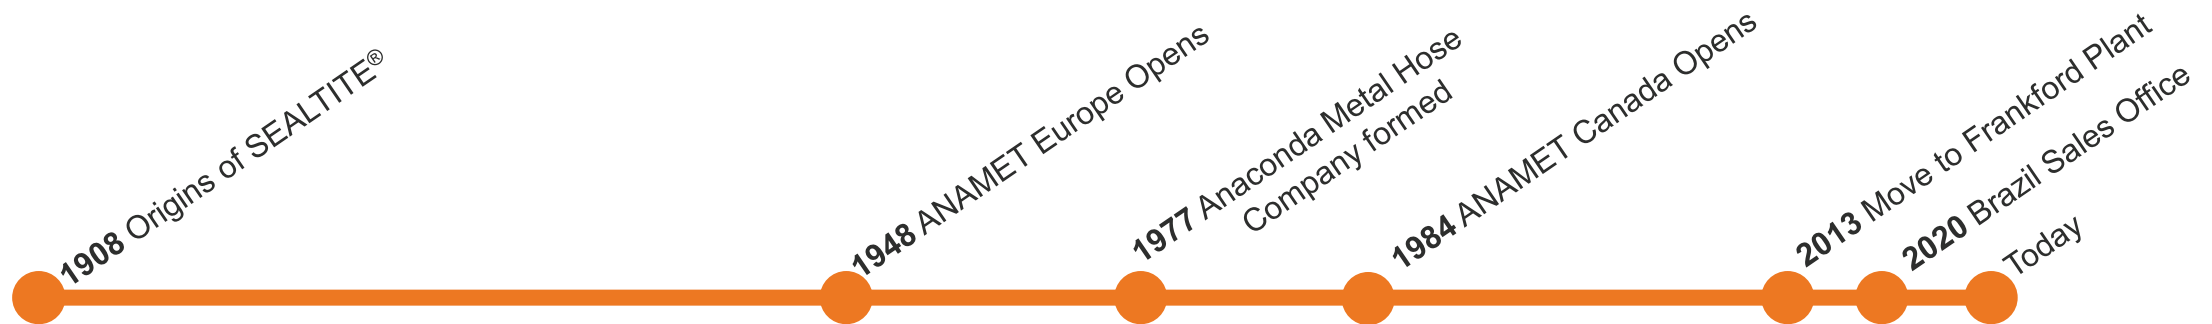 1908 Origins of SEALTITE®
1948 ANAMET Europe Opens
1977 Anaconda Metal Hose
Company formed
1984 ANAMET Canada Opens
2013 Move to Frankford Plant
2020 Brazil Sales Office
Today